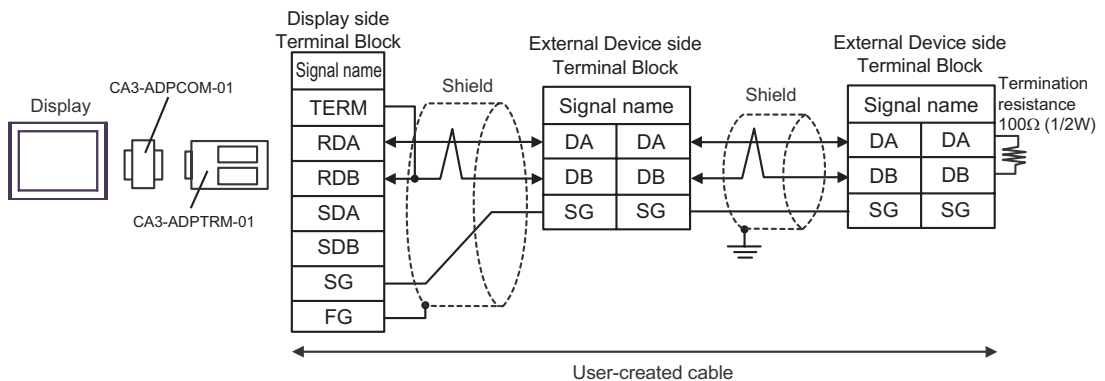 Display
CA3-ADPCOM-01
CA3-ADPTRM-01
Display side
Terminal Block
Signal name
TERM
RDA
RDB
SDA
SDB
SG
FG
Shield
External Device side
Terminal Block
Signal name
DA DA
DB DB
SG SG
Shield
External Device side
Terminal Block
Signal name
DA DA
DB DB
SG SG
Termination
resistance
100Ω (1/2W)
User-created cable